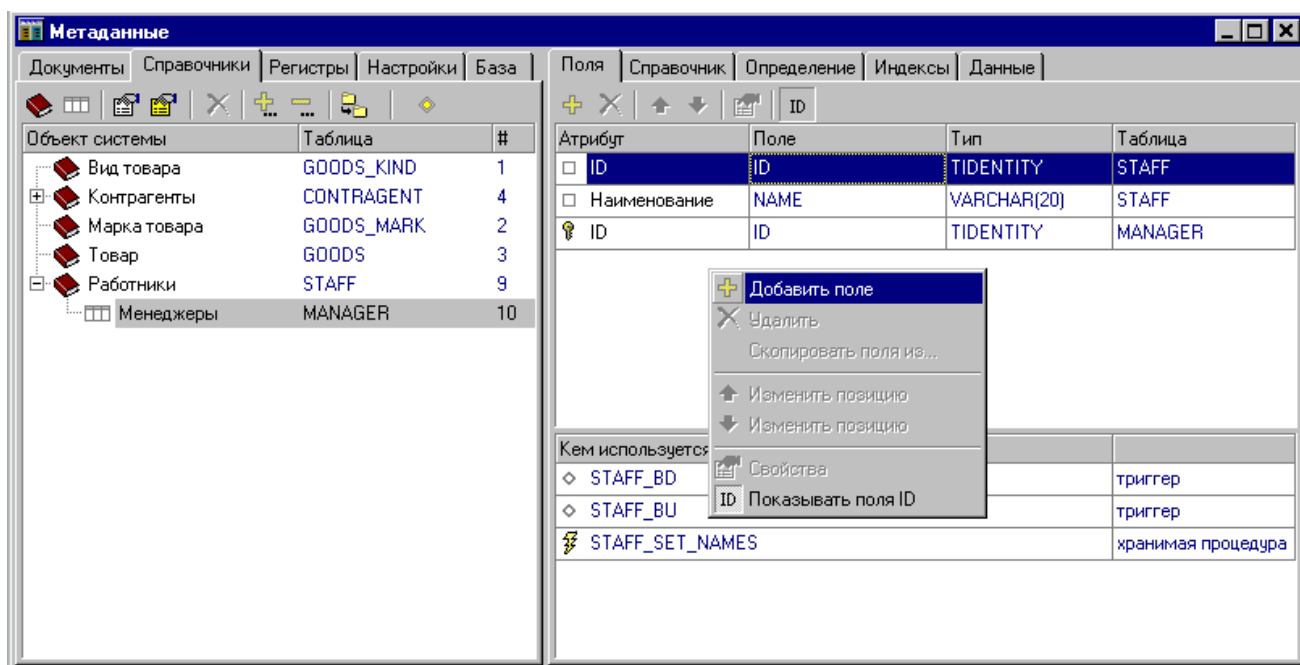 Метаданные
Документы Справочники Регистры Настройки База
Объект системы Таблица #
Вид товара GOODS_KIND 1
Контрагенты CONTRAGENT 4
Марка товара GOODS_MARK 2
Товар GOODS 3
Работники STAFF 9
Менеджеры MANAGER 10
Поля Справочник Определение Индексы Данные
ID
Атрибут Поле Тип Таблица
ID ID TIDENTITY STAFF
Наименование NAME VARCHAR(20) STAFF
ID ID TIDENTITY MANAGER
Добавить поле
Удалить
Скопировать поля из...
Изменить позицию
Изменить позицию
Свойства
ID Показывать поля ID
Кем используется
STAFF_BD триггер
STAFF_BU триггер
STAFF_SET_NAMES хранимая процедура